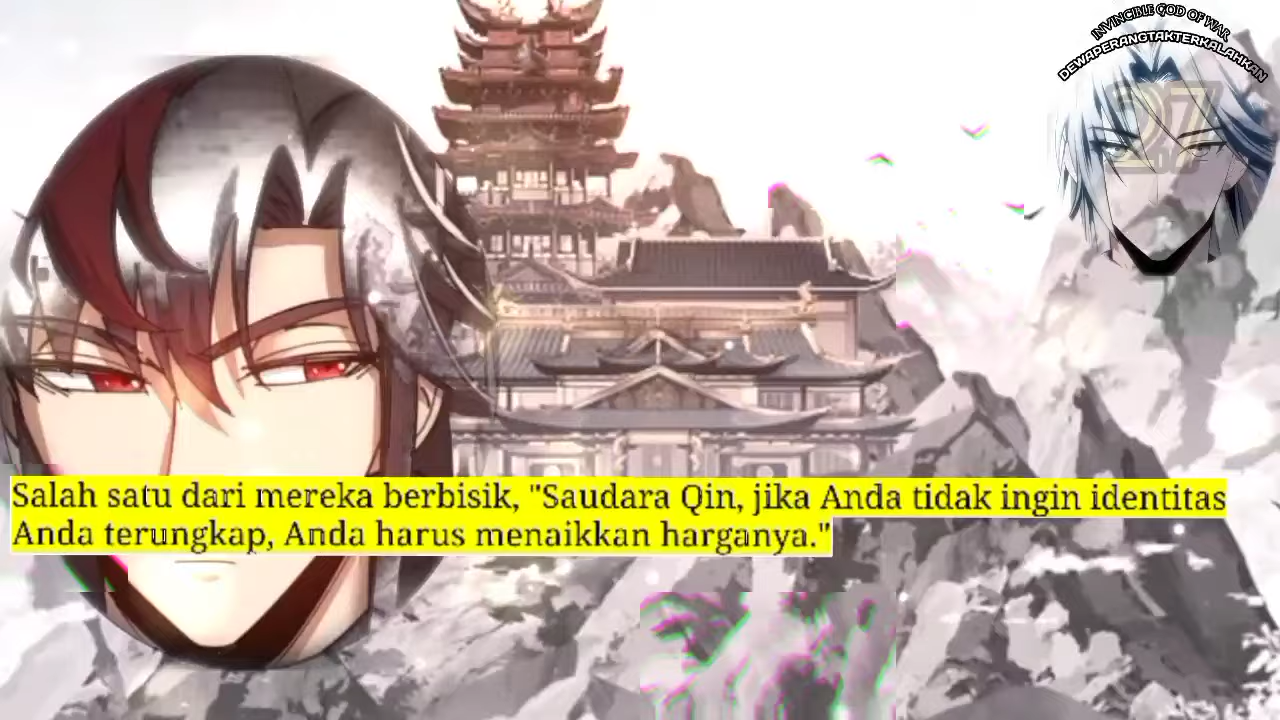 INVINCIBLE GOD OF WAR
DEWAPERANGTAKTERKALAHKAN
27
Salah satu dari mereka berbisik, "Saudara Qin, jika Anda tidak ingin identitas
Anda terungkap, Anda harus menaikkan harganya."